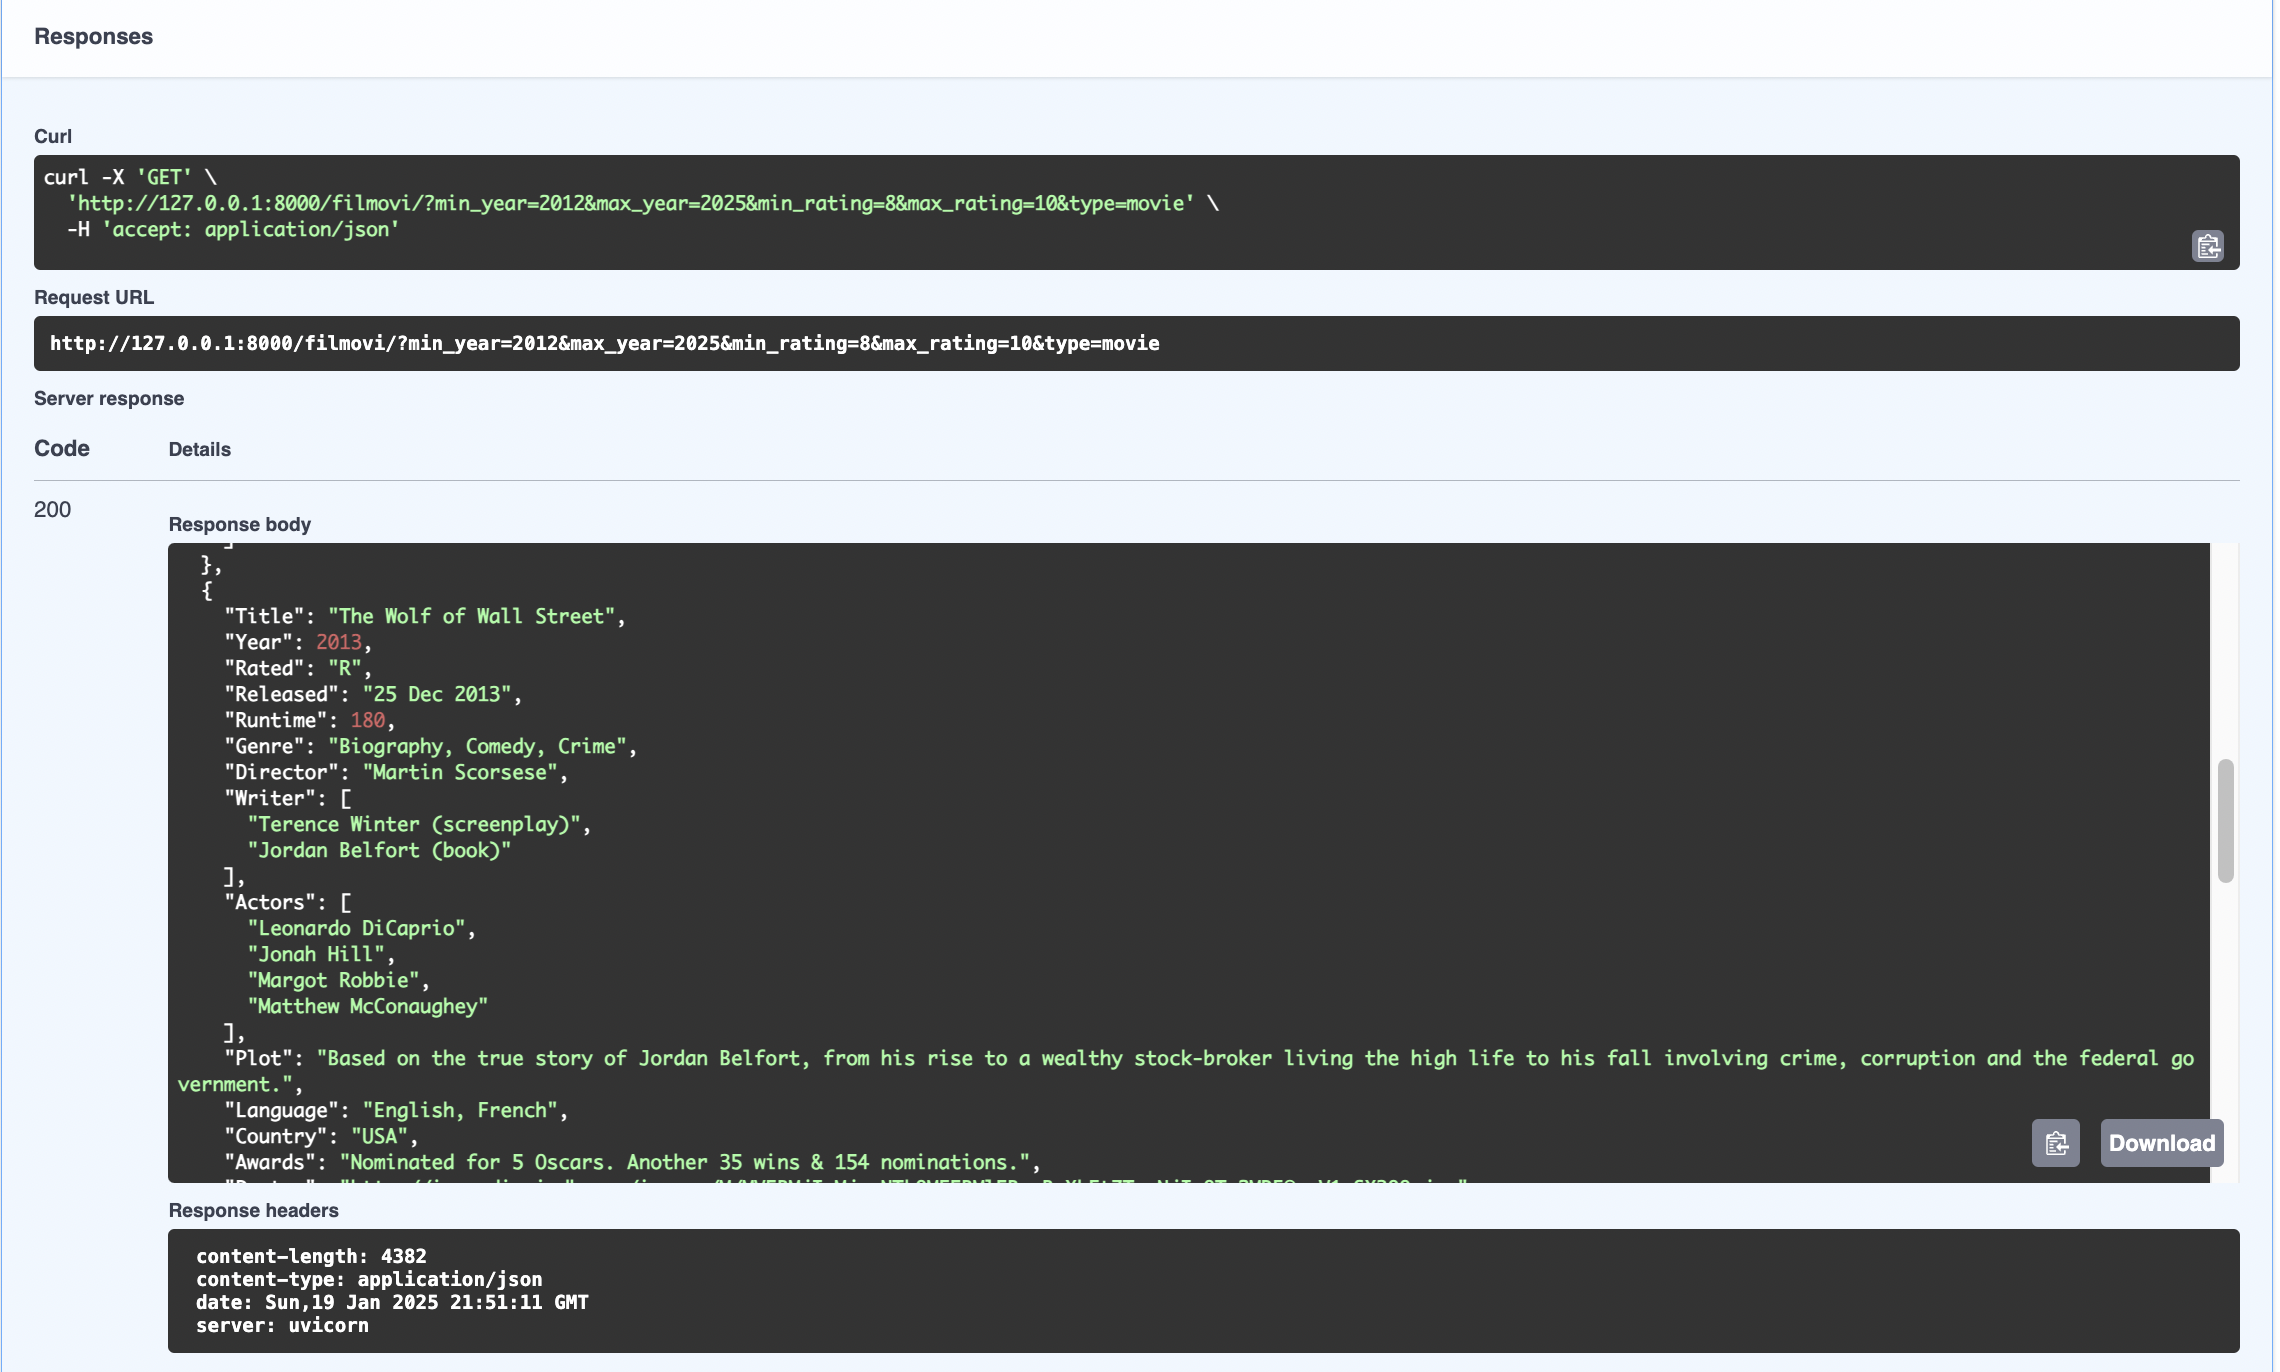 Responses
Curl
curl -X 'GET' \
'http://127.0.0.1:8000/filmovi/?min_year=2012&max_year=2025&min_rating=8&max_rating=10&type=movie' \
-H 'accept: application/json'
Request URL
http://127.0.0.1:8000/filmovi/?min_year=2012&max_year=2025&min_rating=8&max_rating=10&type=movie
Server response
Code Details
200
Response body
]
},
{
"Title": "The Wolf of Wall Street",
"Year": 2013,
"Rated": "R",
"Released": "25 Dec 2013",
"Runtime": 180,
"Genre": "Biography, Comedy, Crime",
"Director": "Martin Scorsese",
"Writer": [
"Terence Winter (screenplay)",
"Jordan Belfort (book)"
],
"Actors": [
"Leonardo DiCaprio",
"Jonah Hill",
"Margot Robbie",
"Matthew McConaughey"
],
"Plot": "Based on the true story of Jordan Belfort, from his rise to a wealthy stock-broker living the high life to his fall involving crime, corruption and the federal go
vernment.",
"Language": "English, French",
"Country": "USA",
"Awards": "Nominated for 5 Oscars. Another 35 wins & 154 nominations.",
Download
Response headers
content-length: 4382
content-type: application/json
date: Sun,19 Jan 2025 21:51:11 GMT
server: uvicorn